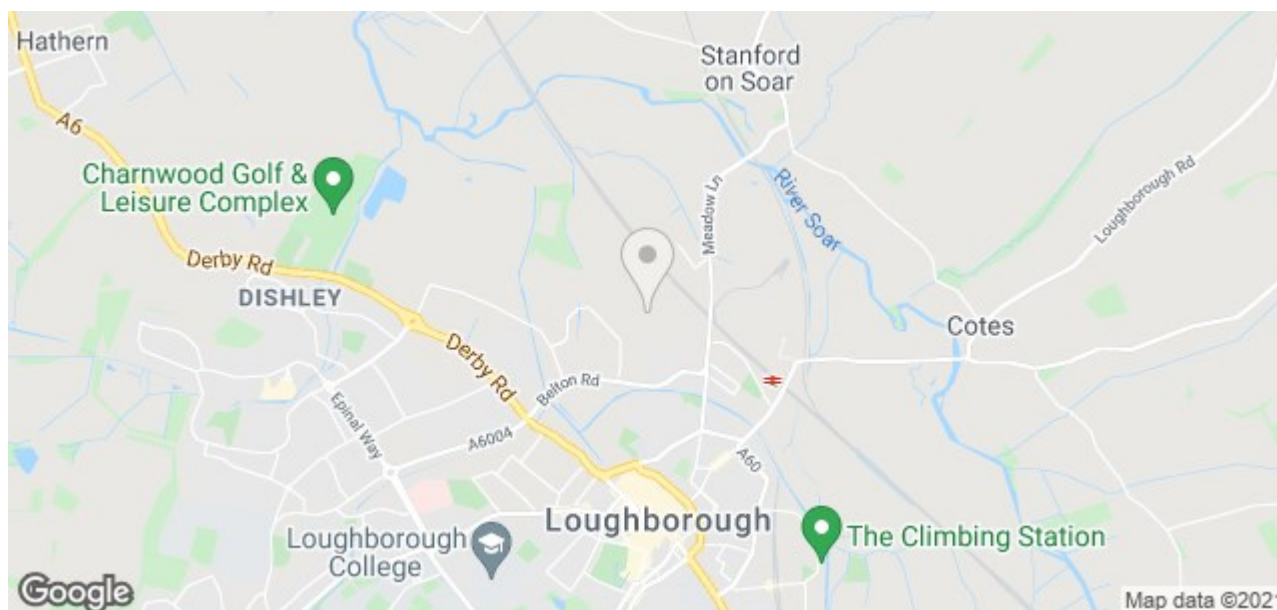 Hathern
Stanford
on Soar
A6
Charnwood Golf &
Leisure Complex
Meadow Ln
River Soar
Loughborough Rd
Derby Rd
DISHLEY
Cotes
Derby Rd
Belton Rd
Epinal Way
A6004
A60
Loughborough
Loughborough
College
The Climbing Station
Google
Map data ©2021